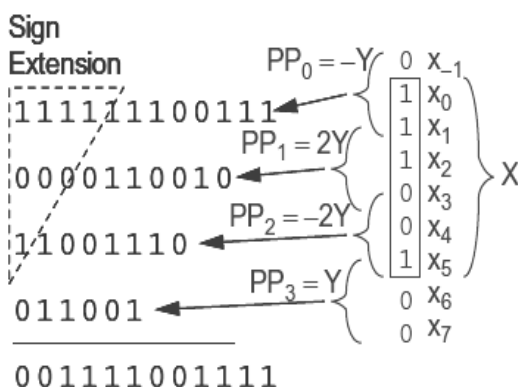 Sign
Extension
PP0 = –Y
0 x–1
111111100111
1 x0
1 x1
PP1 = 2Y
1 x2
X
0000110010
0 x3
PP2 = –2Y
0 x4
11001110
1 x5
PP3 = Y
0 x6
011001
0 x7
001111001111